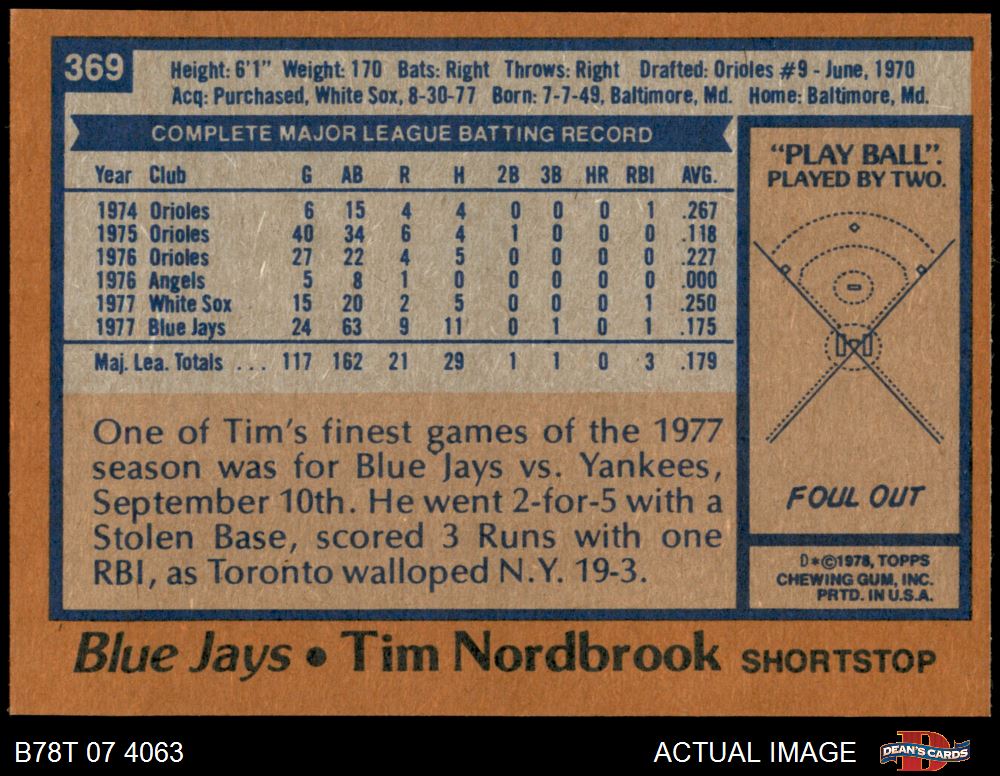 369
Height: 6'1" Weight: 170 Bats: Right Throws: Right Drafted: Orioles #9 - June, 1970
Acq: Purchased, White Sox, 8-30-77 Born: 7-7-49, Baltimore, Md. Home: Baltimore, Md.
COMPLETE MAJOR LEAGUE BATTING RECORD
Year Club G AB R H 2B 3B HR RBI AVG.
1974 Orioles 6 15 4 4 0 0 0 1 .267
1975 Orioles 40 34 6 4 1 0 0 0 .118
1976 Orioles 27 22 4 5 0 0 0 0 .227
1976 Angels 5 8 1 0 0 0 0 0 .000
1977 White Sox 15 20 2 5 0 0 0 1 .250
1977 Blue Jays 24 63 9 11 0 1 0 1 .175
Maj. Lea. Totals . . . 117 162 21 29 1 1 0 3 .179
One of Tim's finest games of the 1977
season was for Blue Jays vs. Yankees,
September 10th. He went 2-for-5 with a
Stolen Base, scored 3 Runs with one
RBI, as Toronto walloped N.Y. 19-3.
"PLAY BALL".
PLAYED BY TWO.
FOUL OUT
D*©1978, TOPPS
CHEWING GUM, INC.
PRTD. IN U.S.A.
Blue Jays • Tim Nordbrook SHORTSTOP
B78T 07 4063
ACTUAL IMAGE
D
DEAN'S CARDS